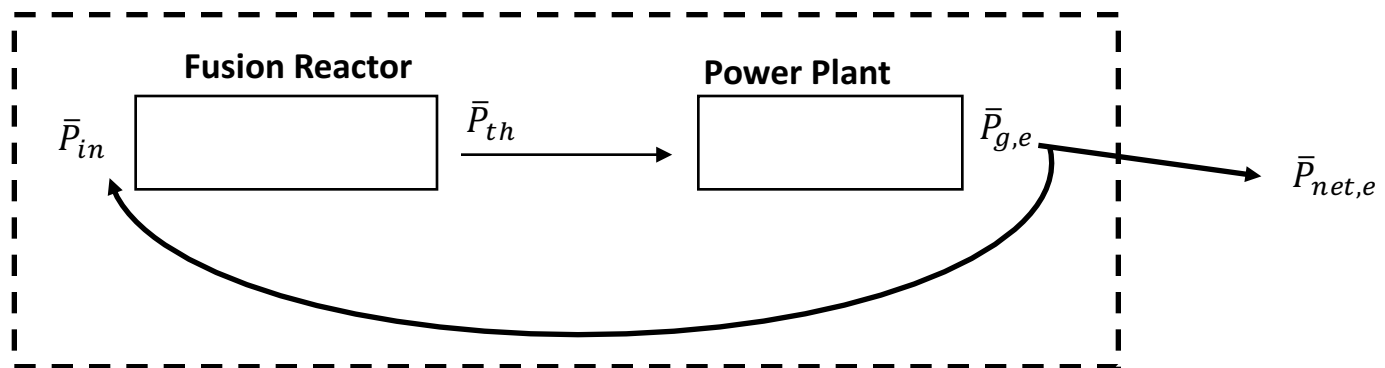 Fusion Reactor
Power Plant
P̄in
P̄th
P̄g,e
P̄net,e